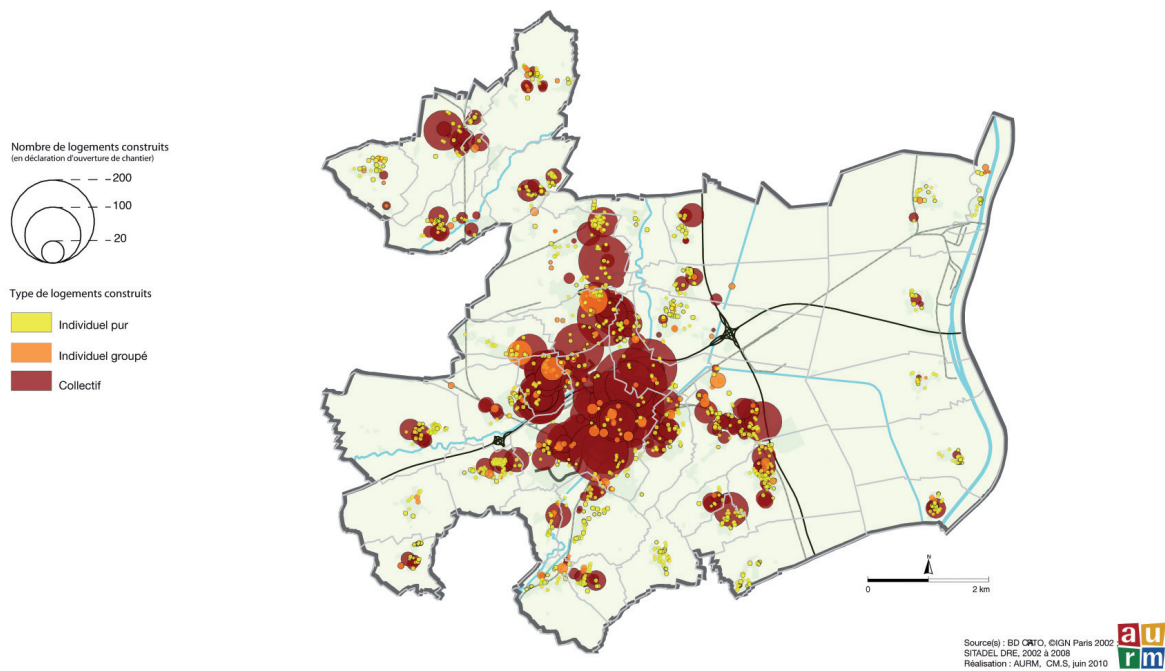 Nombre de logements construits
(en déclaration d'ouverture de chantier)
200
100
20
Type de logements construits
Individuel pur
Individuel groupé
Collectif
N
0 2 km
Source(s) : BD CARTO, ©IGN Paris 2002 ;
SITADEL DRE, 2002 à 2008
Réalisation : AURM, CM.S, juin 2010
au
rm